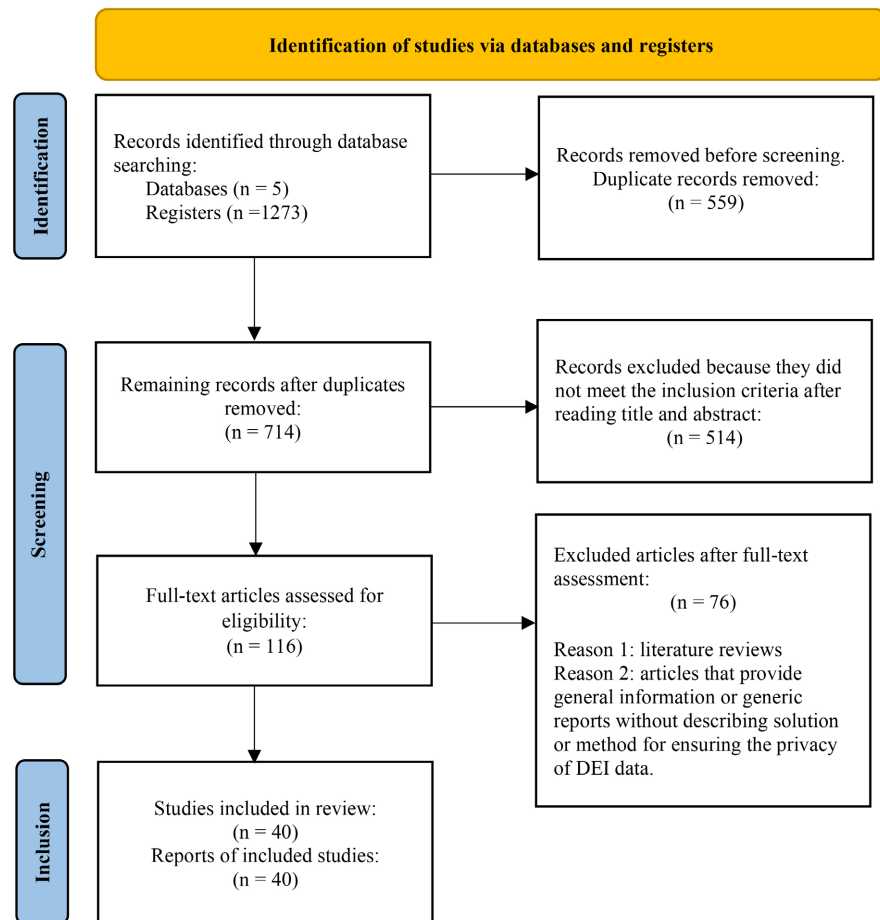 Identification of studies via databases and registers
Identification
Records identified through database
searching:
Databases (n = 5)
Registers (n =1273)
Records removed before screening.
Duplicate records removed:
(n = 559)
Screening
Remaining records after duplicates
removed:
(n = 714)
Records excluded because they did
not meet the inclusion criteria after
reading title and abstract:
(n = 514)
Full-text articles assessed for
eligibility:
(n = 116)
Excluded articles after full-text
assessment:
(n = 76)
Reason 1: literature reviews
Reason 2: articles that provide
general information or generic
reports without describing solution
or method for ensuring the privacy
of DEI data.
Inclusion
Studies included in review:
(n = 40)
Reports of included studies:
(n = 40)